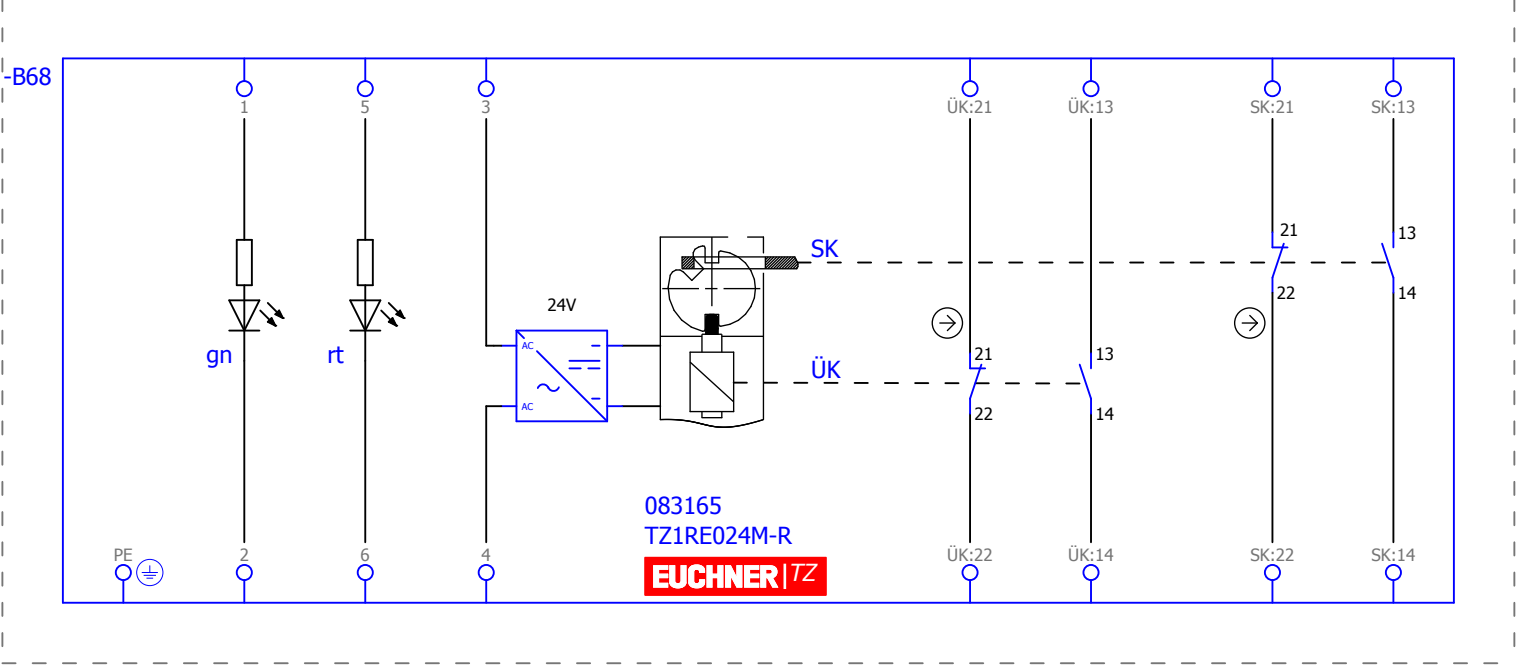 -B68
1
5
3
ÜK:21
ÜK:13
SK:21
SK:13
21
13
SK
22
14
24V
gn
rt
AC
AC
21
13
ÜK
22
14
083165
TZ1RE024M-R
EUCHNER|TZ
PE
2
6
4
ÜK:22
ÜK:14
SK:22
SK:14